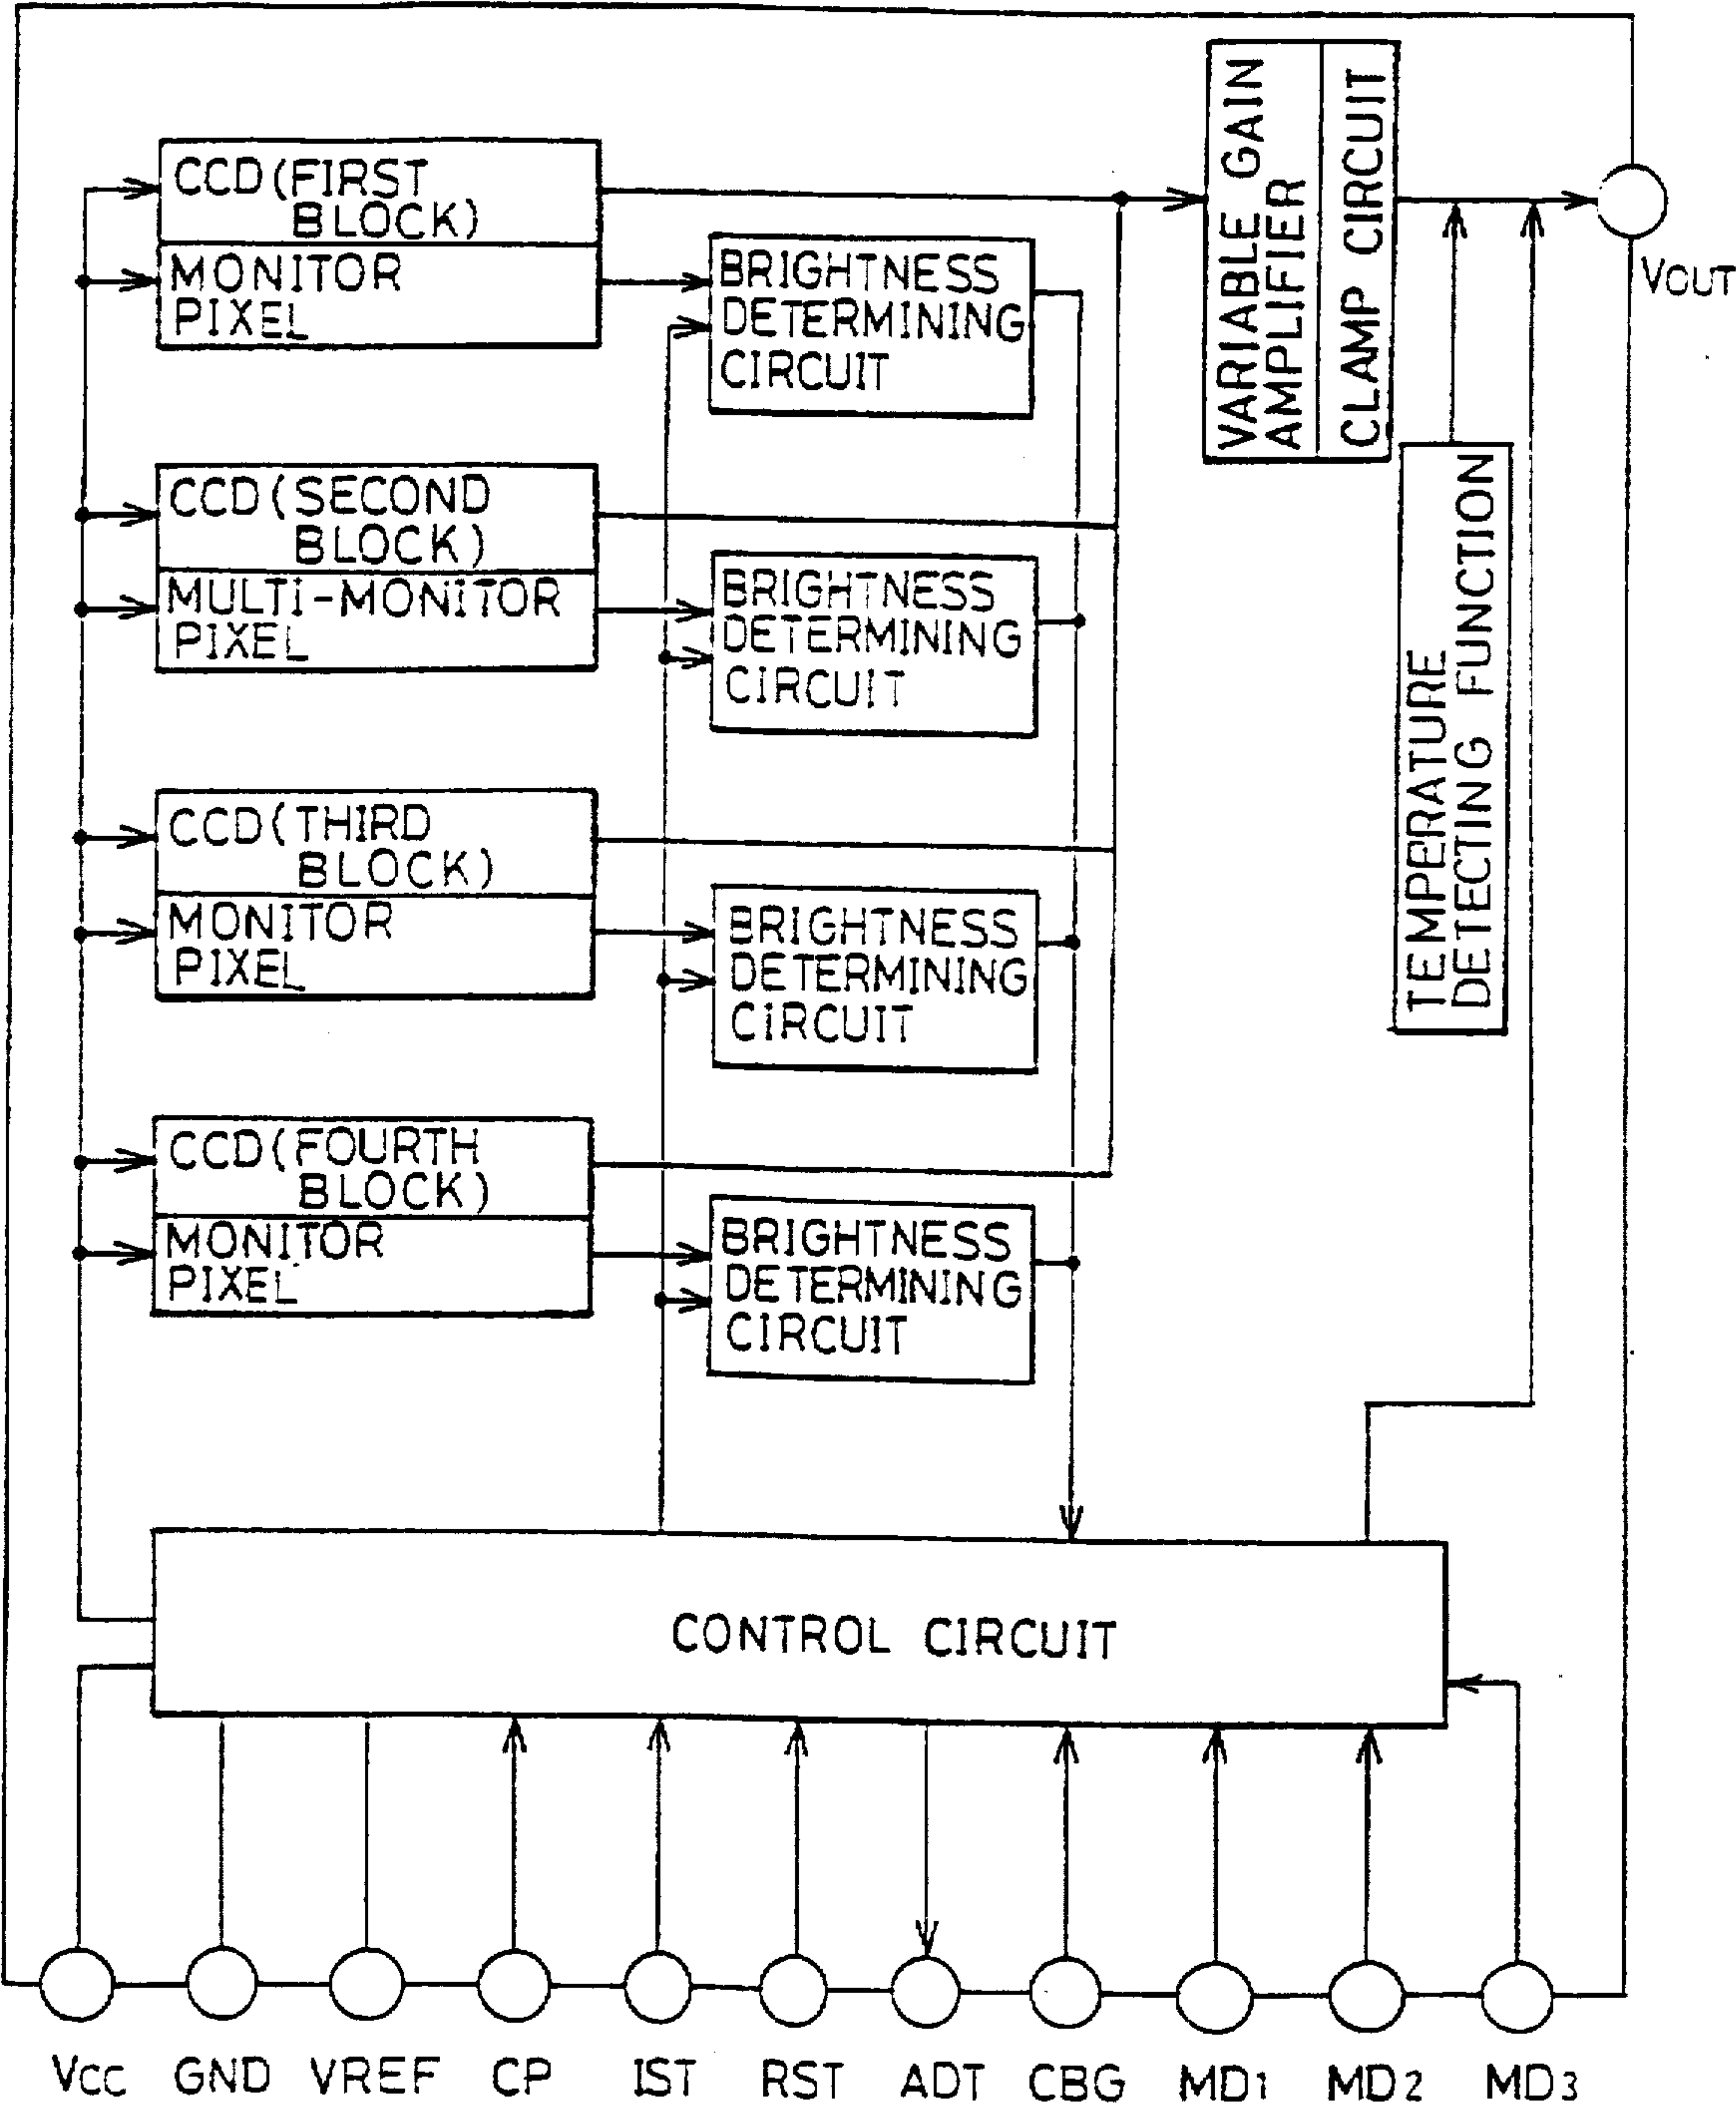 CCD(FIRST
BLOCK)
MONITOR
PIXEL
BRIGHTNESS
DETERMINING
CIRCUIT
VARIABLE GAIN
AMPLIFIER
CLAMP CIRCUIT
VOUT
CCD(SECOND
BLOCK)
MULTI-MONITOR
PIXEL
BRIGHTNESS
DETERMINING
CIRCUIT
TEMPERATURE
DETECTING FUNCTION
CCD(THIRD
BLOCK)
MONITOR
PIXEL
BRIGHTNESS
DETERMINING
CIRCUIT
CCD(FOURTH
BLOCK)
MONITOR
PIXEL
BRIGHTNESS
DETERMINING
CIRCUIT
CONTROL CIRCUIT
Vcc GND VREF CP IST RST ADT CBG MD1 MD2 MD3